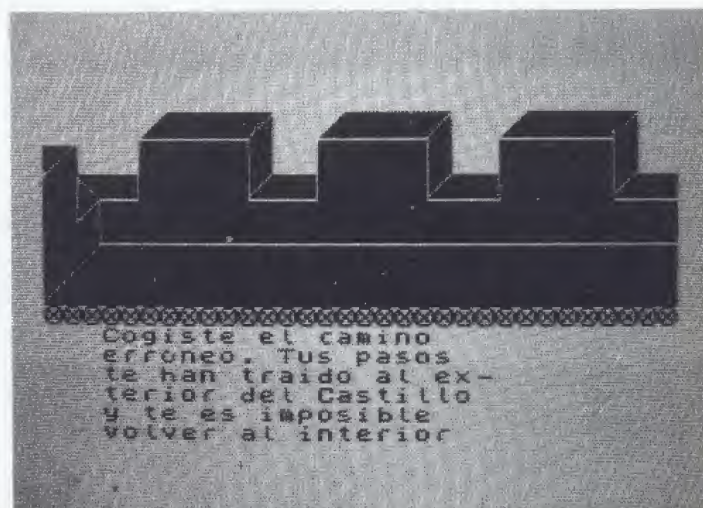 Cogiste el camino
erroneo. Tus pasos
te han traido al ex-
terior del Castillo
y te es imposible
volver al interior